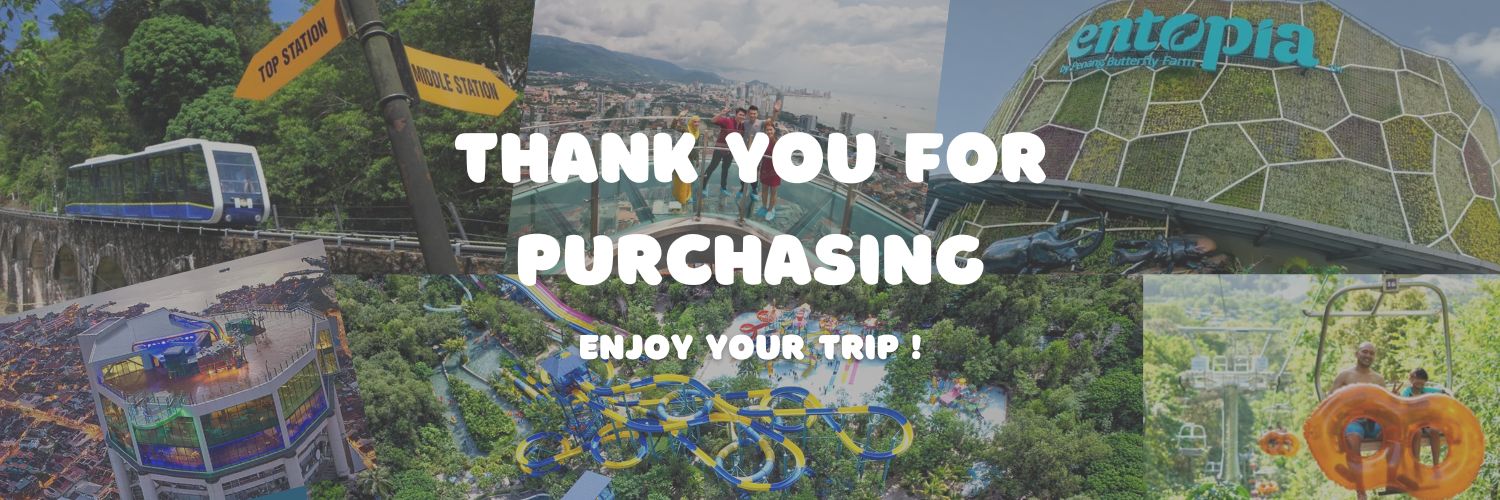 TOP STATION
MIDDLE STATION
entopia
by Penang Butterfly Farm
THANK YOU FOR
PURCHASING
ENJOY YOUR TRIP !